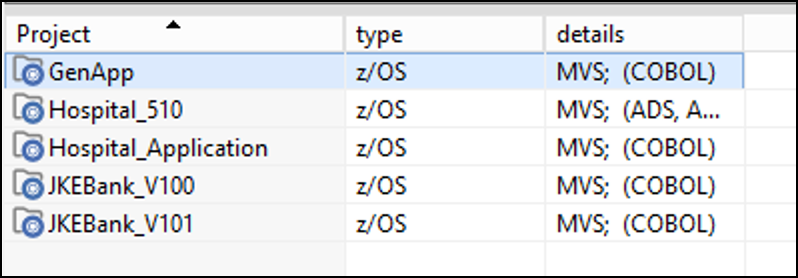 Project type details
GenApp z/OS MVS; (COBOL)
Hospital_510 z/OS MVS; (ADS, A...
Hospital_Application z/OS MVS; (COBOL)
JKEBank_V100 z/OS MVS; (COBOL)
JKEBank_V101 z/OS MVS; (COBOL)